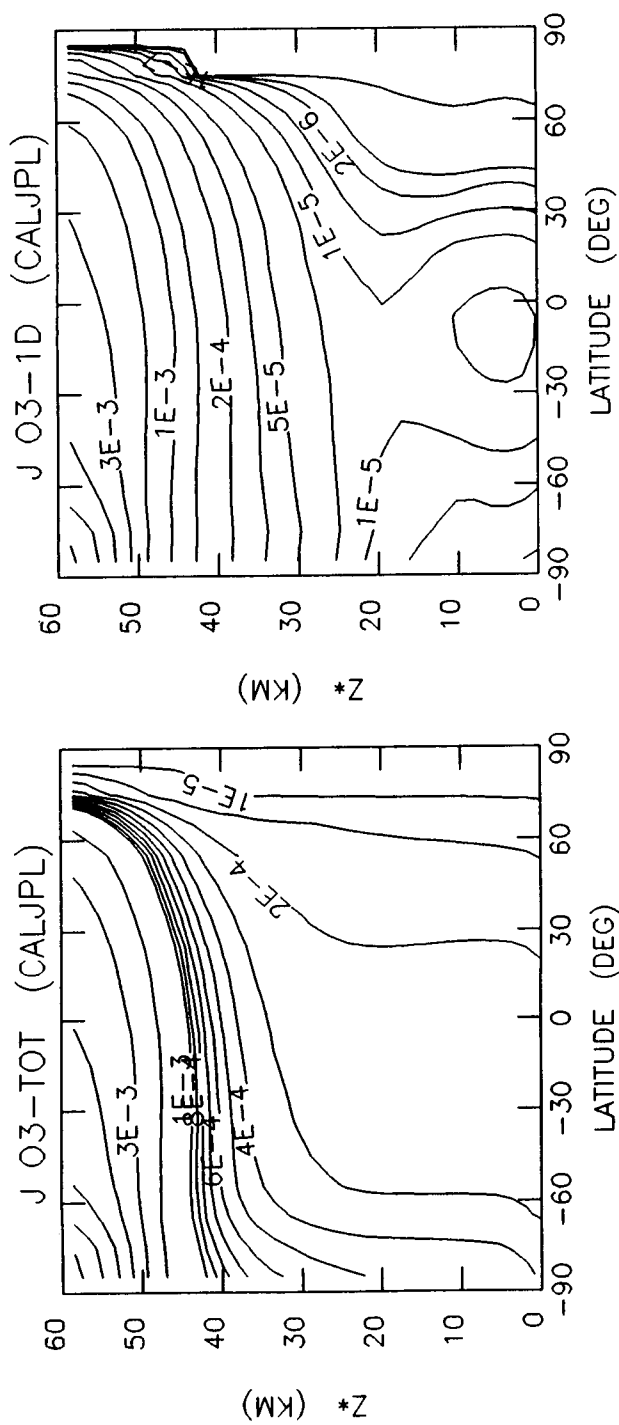 J O3-TOT (CALJPL)
60
50
40
30
20
10
0
Z* (KM)
3E-3
1E-3
6E-4
4E-4
2E-4
1E-5
-90
-60
-30
0
30
60
90
LATITUDE (DEG)
J O3-1D (CALJPL)
60
50
40
30
20
10
0
Z* (KM)
3E-3
1E-3
2E-4
5E-5
1E-5
1E-5
2E-6
-90
-60
-30
0
30
60
90
LATITUDE (DEG)